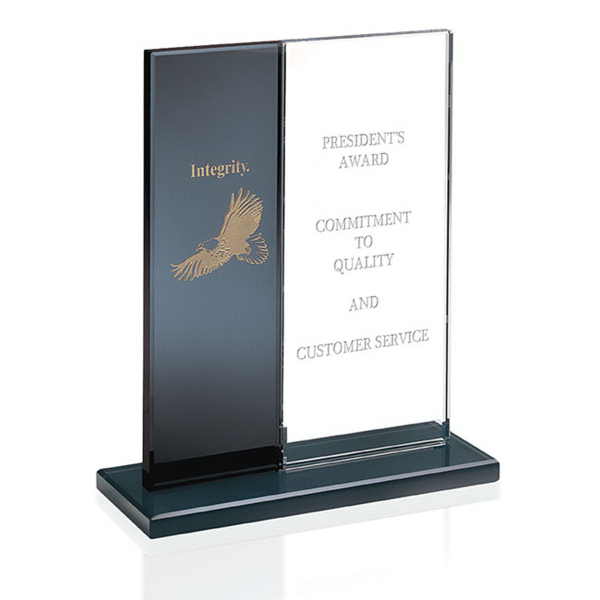 Integrity.
PRESIDENT'S
AWARD
COMMITMENT
TO
QUALITY
AND
CUSTOMER SERVICE